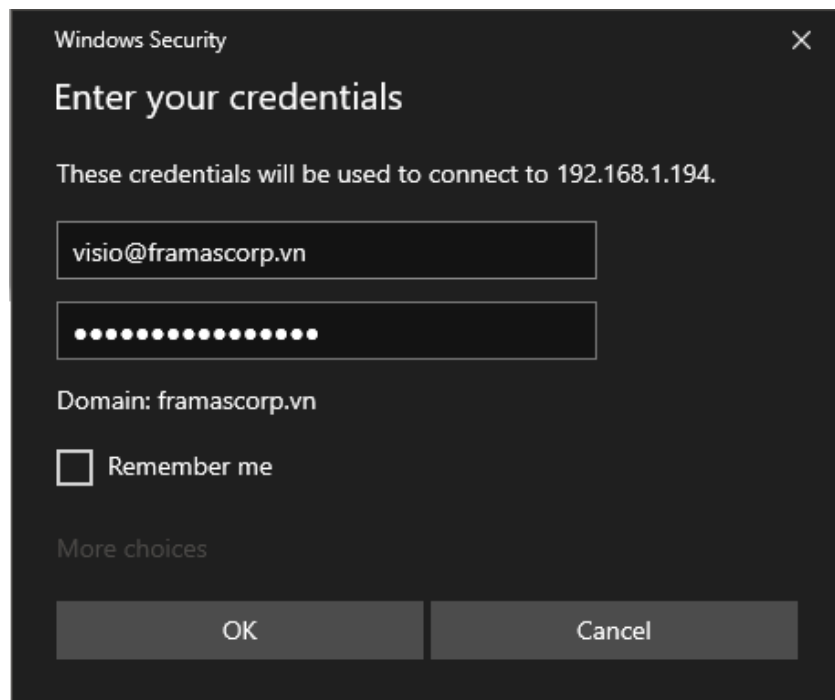 Windows Security
Enter your credentials
These credentials will be used to connect to 192.168.1.194.
visio@framascorp.vn
●●●●●●●●●●●●●●●●
Domain: framascorp.vn
Remember me
More choices
OK
Cancel